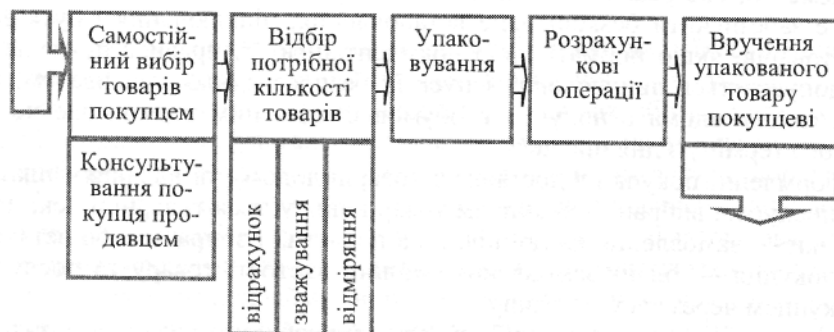 Самостій-
ний вибір
товарів
покупцем
Відбір
потрібної
кількості
товарів
Упако-
вування
Розрахун-
кові
операції
Вручення
упакованого
товару
покупцеві
Консульту-
вання по-
купця про-
давцем
відрахунок
зважування
відміряння